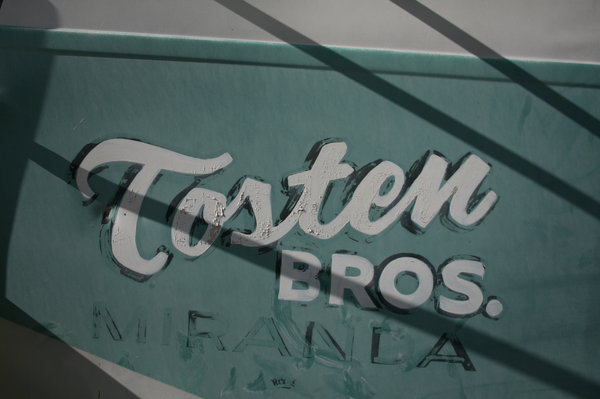 Tosten
BROS.
MIRANDA